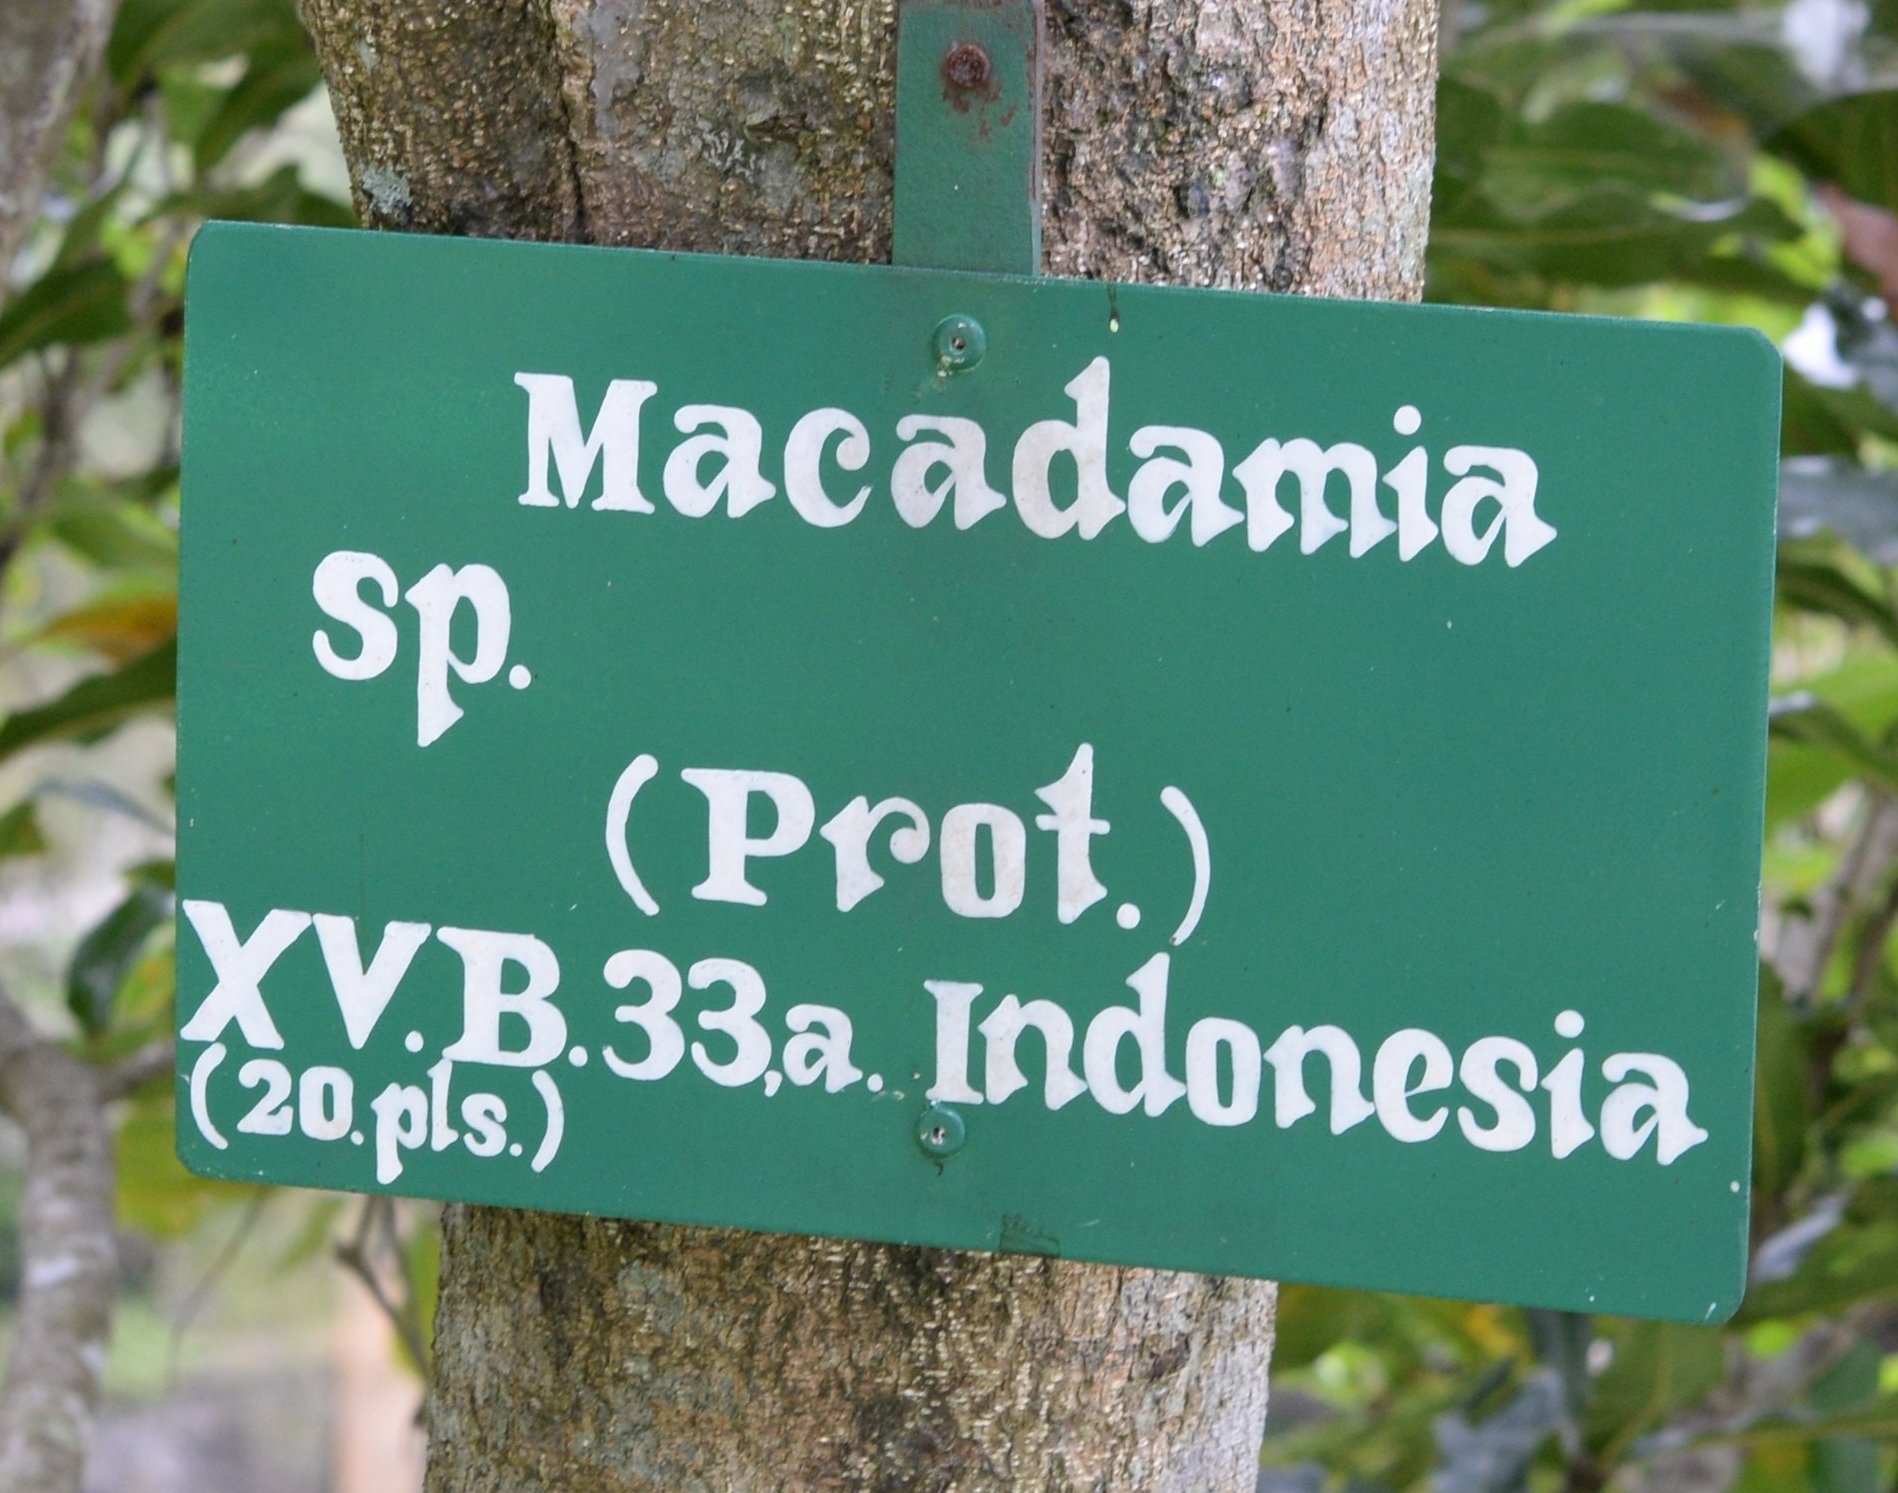 Macadamia
sp.
(Prot.)
XV.B.33,a. Indonesia
(20.pls.)